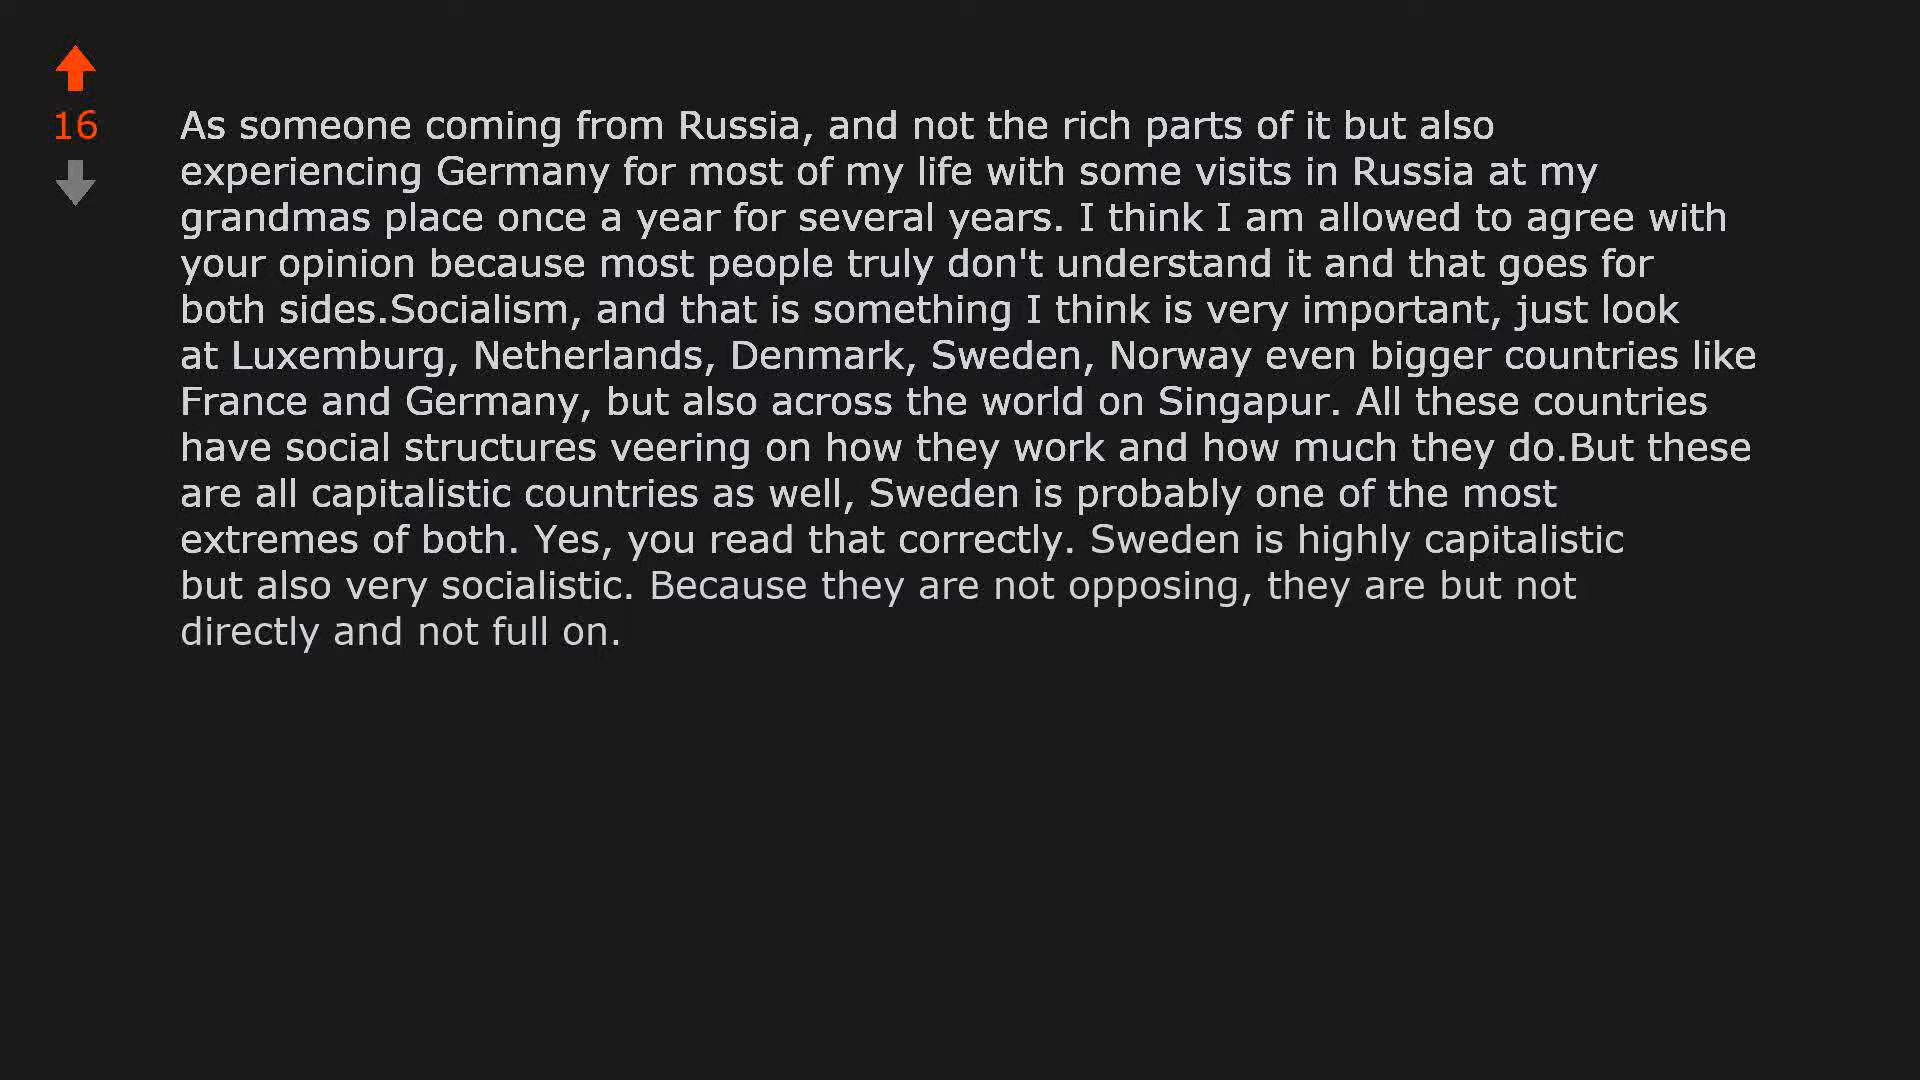 16
As someone coming from Russia, and not the rich parts of it but also
experiencing Germany for most of my life with some visits in Russia at my
grandmas place once a year for several years. I think I am allowed to agree with
your opinion because most people truly don't understand it and that goes for
both sides.Socialism, and that is something I think is very important, just look
at Luxemburg, Netherlands, Denmark, Sweden, Norway even bigger countries like
France and Germany, but also across the world on Singapur. All these countries
have social structures veering on how they work and how much they do.But these
are all capitalistic countries as well, Sweden is probably one of the most
extremes of both. Yes, you read that correctly. Sweden is highly capitalistic
but also very socialistic. Because they are not opposing, they are but not
directly and not full on.